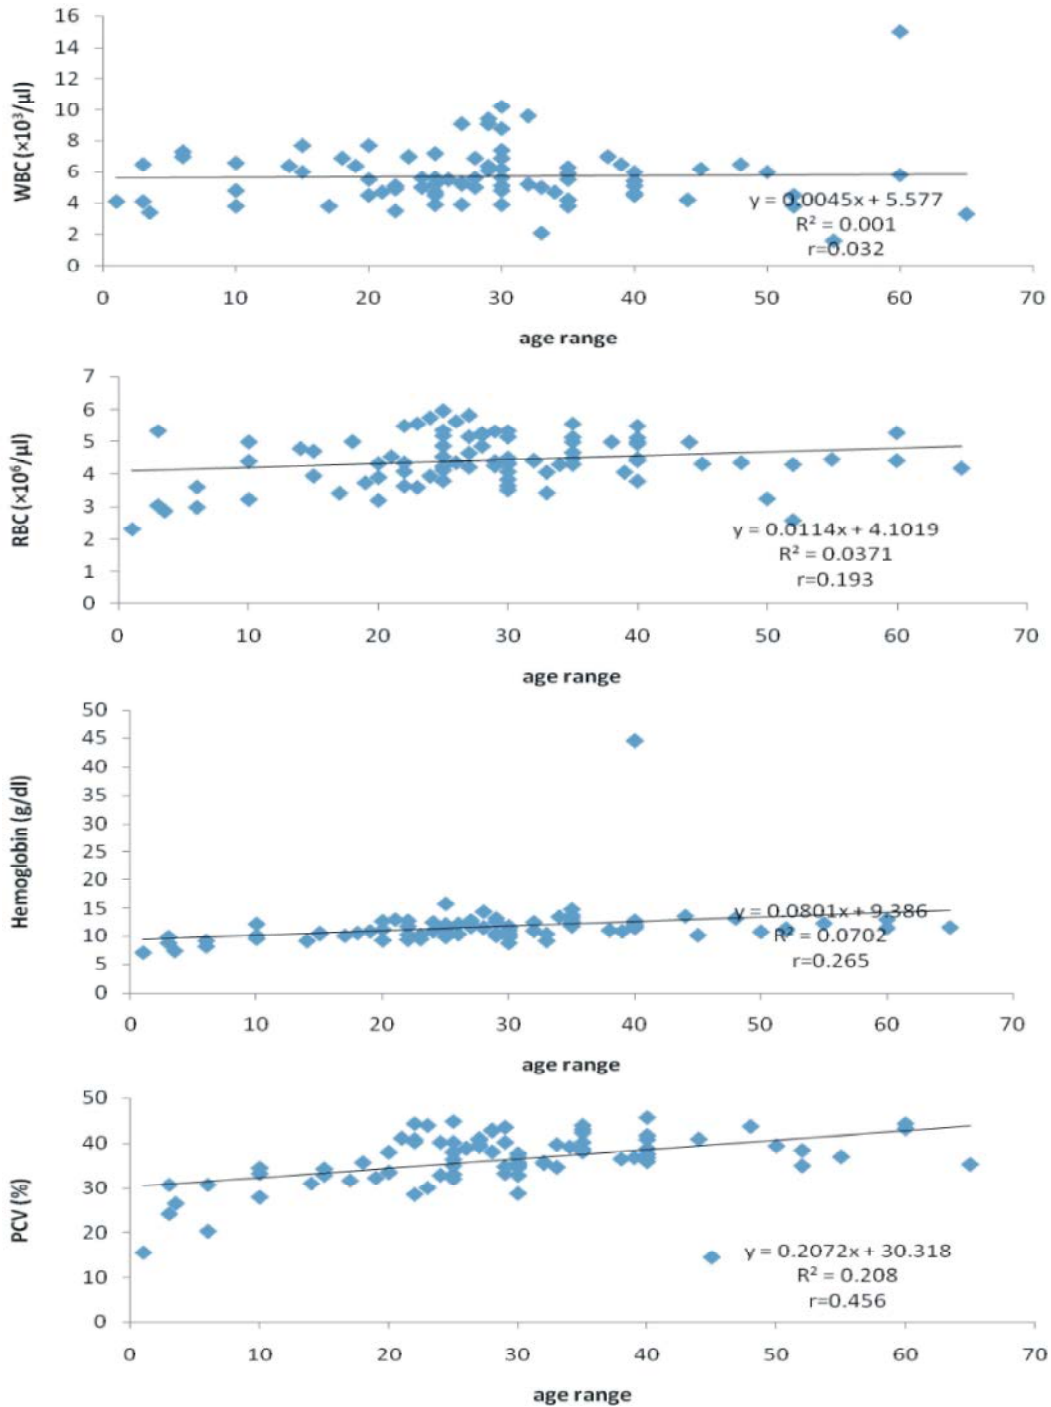 16
14
12
10
8
6
4
2
0
WBC (×10³/µl)
y = 0.0045x + 5.577
R² = 0.001
r=0.032
0 10 20 30 40 50 60 70
age range
7
6
5
4
3
2
1
0
RBC (×10⁶/µl)
y = 0.0114x + 4.1019
R² = 0.0371
r=0.193
0 10 20 30 40 50 60 70
age range
50
45
40
35
30
25
20
15
10
5
0
Hemoglobin (g/dl)
y = 0.0801x + 9.386
R² = 0.0702
r=0.265
0 10 20 30 40 50 60 70
age range
50
40
30
20
10
0
PCV (%)
y = 0.2072x + 30.318
R² = 0.208
r=0.456
0 10 20 30 40 50 60 70
age range